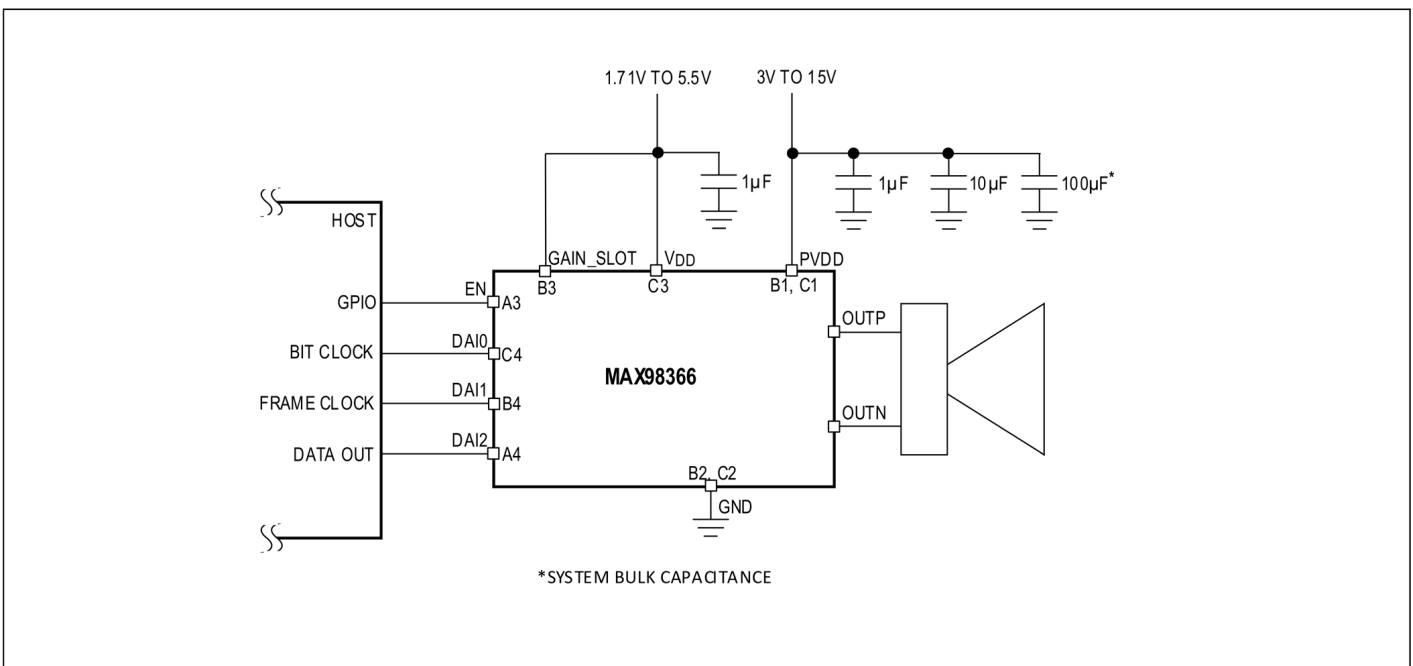 1.71V TO 5.5V
3V TO 15V
1µF
1µF
10µF
100µF*
HOST
GAIN_SLOT
VDD
PVDD
B3
C3
B1, C1
GPIO
EN
A3
OUTP
BIT CLOCK
DAI0
C4
MAX98366
FRAME CLOCK
DAI1
B4
OUTN
DATA OUT
DAI2
A4
B2, C2
GND
*SYSTEM BULK CAPACITANCE